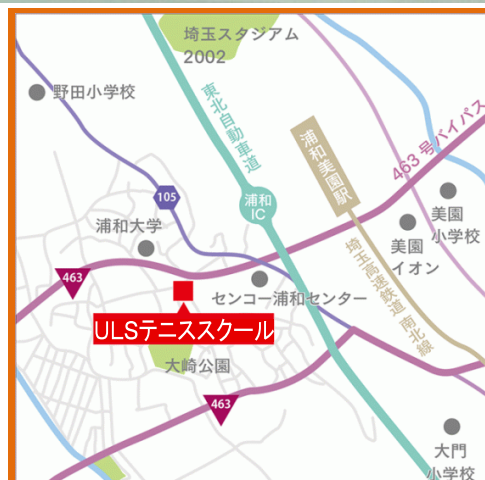 埼玉スタジアム
2002
野田小学校
東北自動車道
浦和美園駅
463 号 バイパス
105
浦和
IC
浦和大学
美園
小学校
美園
イオン
463
センコー浦和センター
埼玉高速鉄道 南北線
ULSテニススクール
大崎公園
463
大門
小学校